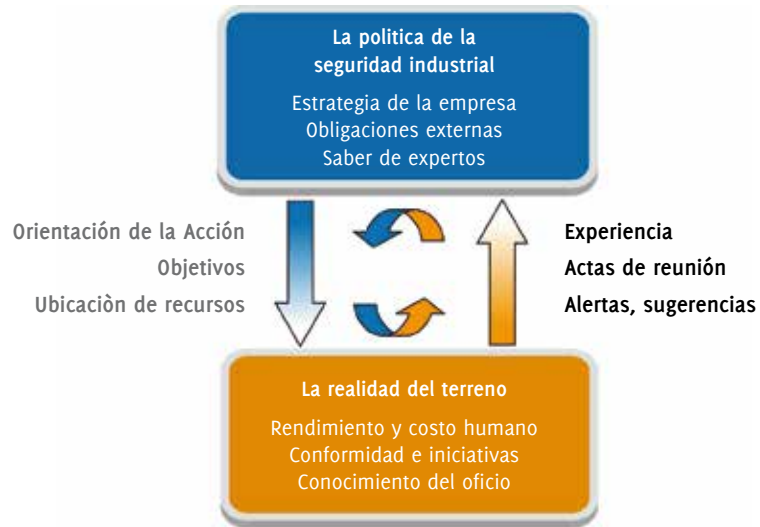 La politica de la
seguridad industrial
Estrategia de la empresa
Obligaciones externas
Saber de expertos
Orientación de la Acción
Objetivos
Ubicaciòn de recursos
Experiencia
Actas de reunión
Alertas, sugerencias
La realidad del terreno
Rendimiento y costo humano
Conformidad e iniciativas
Conocimiento del oficio